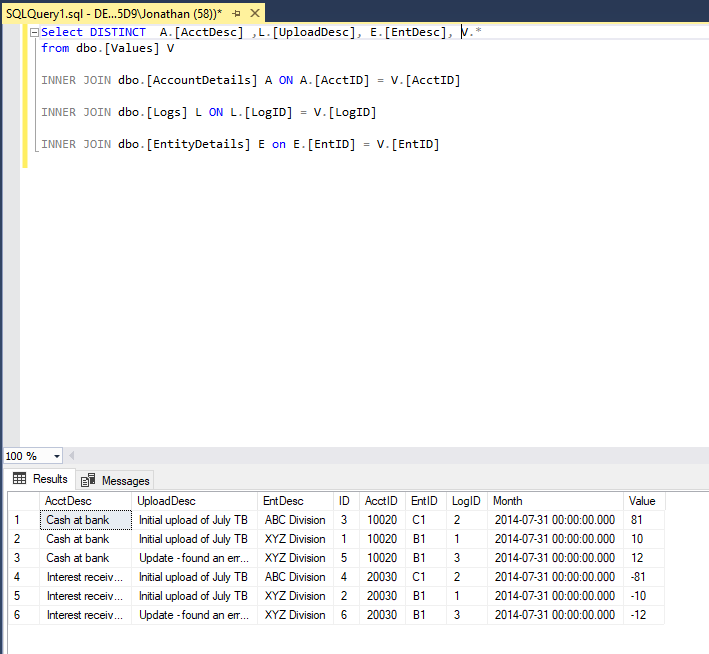 SQLQuery1.sql - DE...5D9\Jonathan (58))*
Select DISTINCT A.[AcctDesc] ,L.[UploadDesc], E.[EntDesc], V.*
from dbo.[Values] V
INNER JOIN dbo.[AccountDetails] A ON A.[AcctID] = V.[AcctID]
INNER JOIN dbo.[Logs] L ON L.[LogID] = V.[LogID]
INNER JOIN dbo.[EntityDetails] E on E.[EntID] = V.[EntID]
100 %
Results Messages
AcctDesc UploadDesc EntDesc ID AcctID EntID LogID Month Value
1 Cash at bank Initial upload of July TB ABC Division 3 10020 C1 2 2014-07-31 00:00:00.000 81
2 Cash at bank Initial upload of July TB XYZ Division 1 10020 B1 1 2014-07-31 00:00:00.000 10
3 Cash at bank Update - found an err... XYZ Division 5 10020 B1 3 2014-07-31 00:00:00.000 12
4 Interest receiv... Initial upload of July TB ABC Division 4 20030 C1 2 2014-07-31 00:00:00.000 -81
5 Interest receiv... Initial upload of July TB XYZ Division 2 20030 B1 1 2014-07-31 00:00:00.000 -10
6 Interest receiv... Update - found an err... XYZ Division 6 20030 B1 3 2014-07-31 00:00:00.000 -12